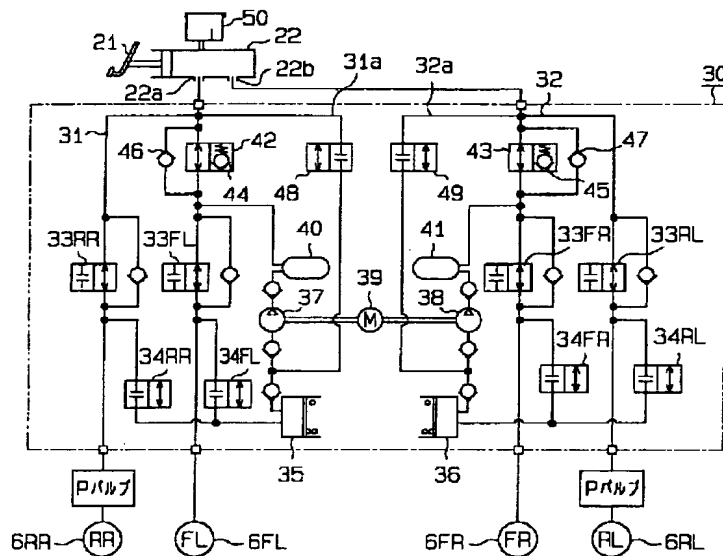 50
21
22
22a
22b
31a
32a
32
30
31
46
42
44
48
49
43
45
47
33RR
33FL
40
41
33FR
33RL
37
39
38
M
34RR
34FL
34FR
34RL
35
36
Pバルブ
Pバルブ
6RR
RR
FL
6FL
6FR
FR
RL
6RL